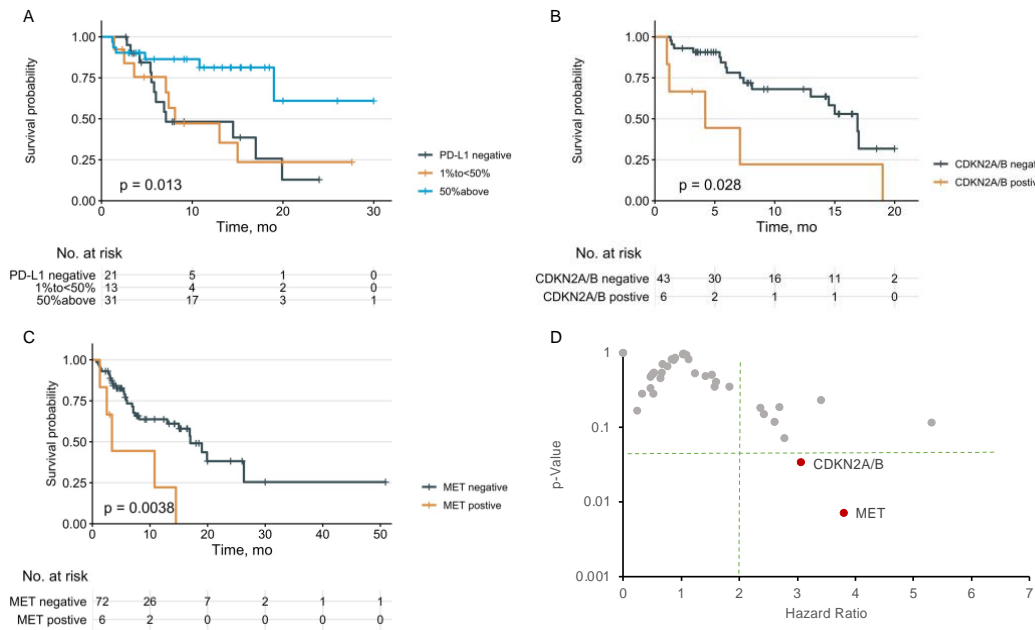 A
Survival probability
1.00
0.75
0.50
0.25
0.00
p = 0.013
0 10 20 30
Time, mo
PD-L1 negative
1%to<50%
50%above
No. at risk
PD-L1 negative 21 5 1 0
1%to<50% 13 4 2 0
50%above 31 17 3 1
B
Survival probability
1.00
0.75
0.50
0.25
0.00
p = 0.028
0 5 10 15 20
Time, mo
CDKN2A/B negat
CDKN2A/B postiv
No. at risk
CDKN2A/B negative 43 30 16 11 2
CDKN2A/B postive 6 2 1 1 0
C
Survival probability
1.00
0.75
0.50
0.25
0.00
p = 0.0038
0 10 20 30 40 50
Time, mo
MET negative
MET postive
No. at risk
MET negative 72 26 7 2 1 1
MET postive 6 2 0 0 0 0
D
p-Value
1
0.1
0.01
0.001
CDKN2A/B
MET
0 1 2 3 4 5 6 7
Hazard Ratio